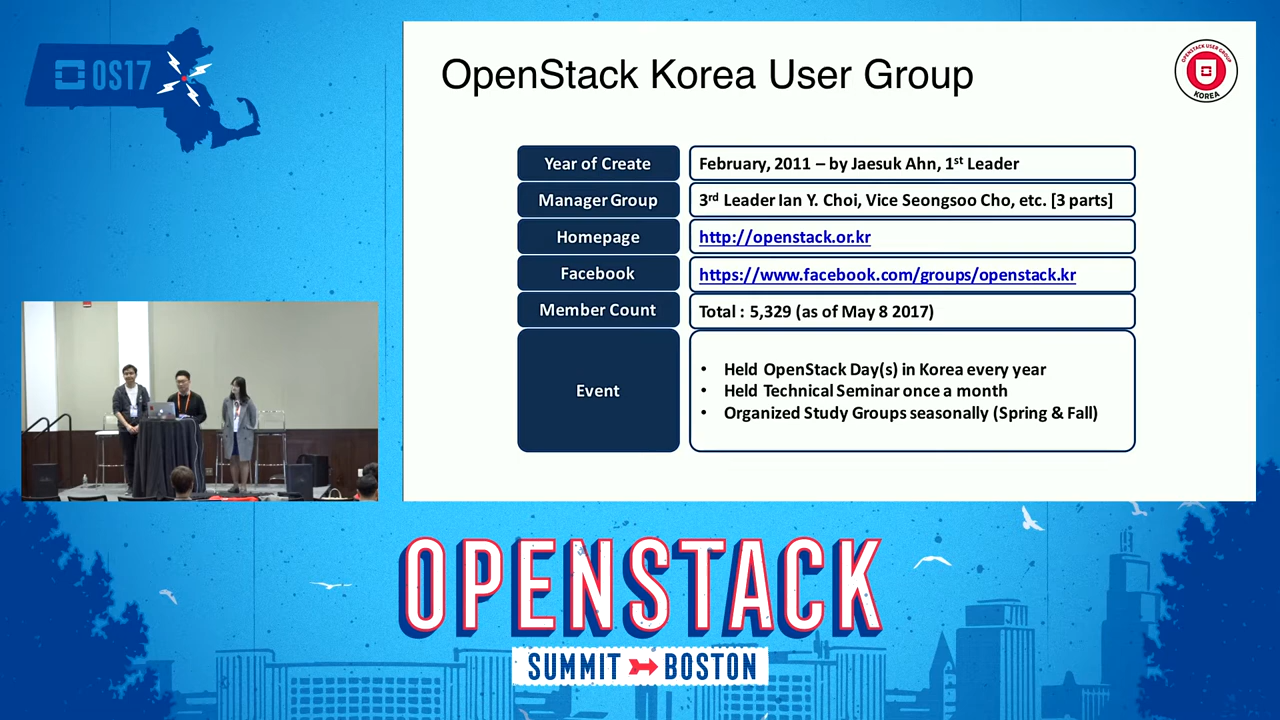 OS17
OpenStack Korea User Group
OPENSTACK USER GROUP
KOREA
Year of Create
February, 2011 – by Jaesuk Ahn, 1st Leader
Manager Group
3rd Leader Ian Y. Choi, Vice Seongsoo Cho, etc. [3 parts]
Homepage
http://openstack.or.kr
Facebook
https://www.facebook.com/groups/openstack.kr
Member Count
Total : 5,329 (as of May 8 2017)
Event
• Held OpenStack Day(s) in Korea every year
• Held Technical Seminar once a month
• Organized Study Groups seasonally (Spring & Fall)
OPENSTACK
SUMMIT BOSTON